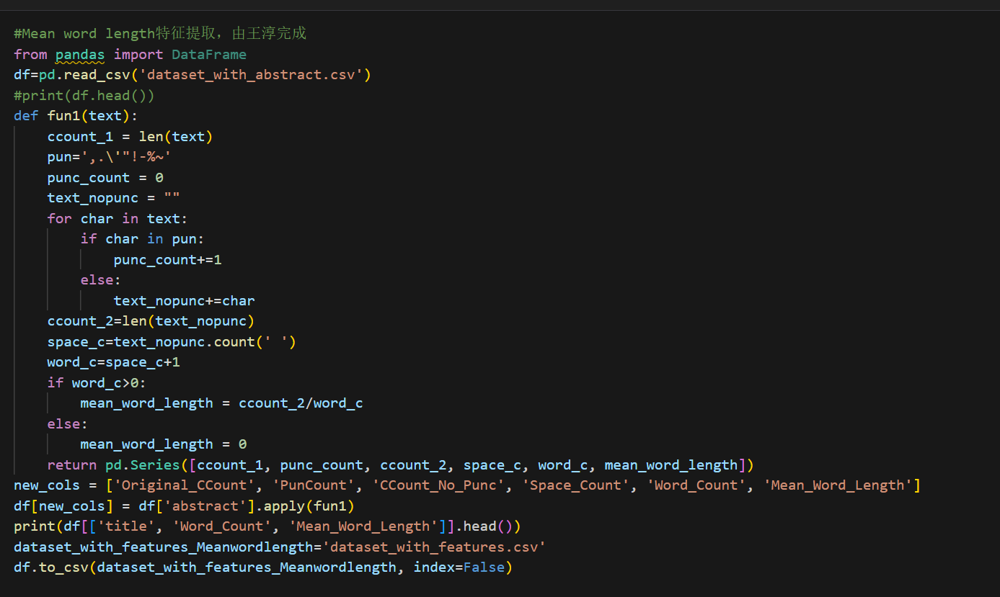 #Mean word length特征提取，由王淳完成
from pandas import DataFrame
df=pd.read_csv('dataset_with_abstract.csv')
#print(df.head())
def fun1(text):
    ccount_1 = len(text)
    pun=',.\'"!-%~'
    punc_count = 0
    text_nopunc = ""
    for char in text:
        if char in pun:
            punc_count+=1
        else:
            text_nopunc+=char
    ccount_2=len(text_nopunc)
    space_c=text_nopunc.count(' ')
    word_c=space_c+1
    if word_c>0:
        mean_word_length = ccount_2/word_c
    else:
        mean_word_length = 0
    return pd.Series([ccount_1, punc_count, ccount_2, space_c, word_c, mean_word_length])
new_cols = ['Original_CCount', 'PunCount', 'CCount_No_Punc', 'Space_Count', 'Word_Count', 'Mean_Word_Length']
df[new_cols] = df['abstract'].apply(fun1)
print(df[['title', 'Word_Count', 'Mean_Word_Length']].head())
dataset_with_features_Meanwordlength='dataset_with_features.csv'
df.to_csv(dataset_with_features_Meanwordlength, index=False)